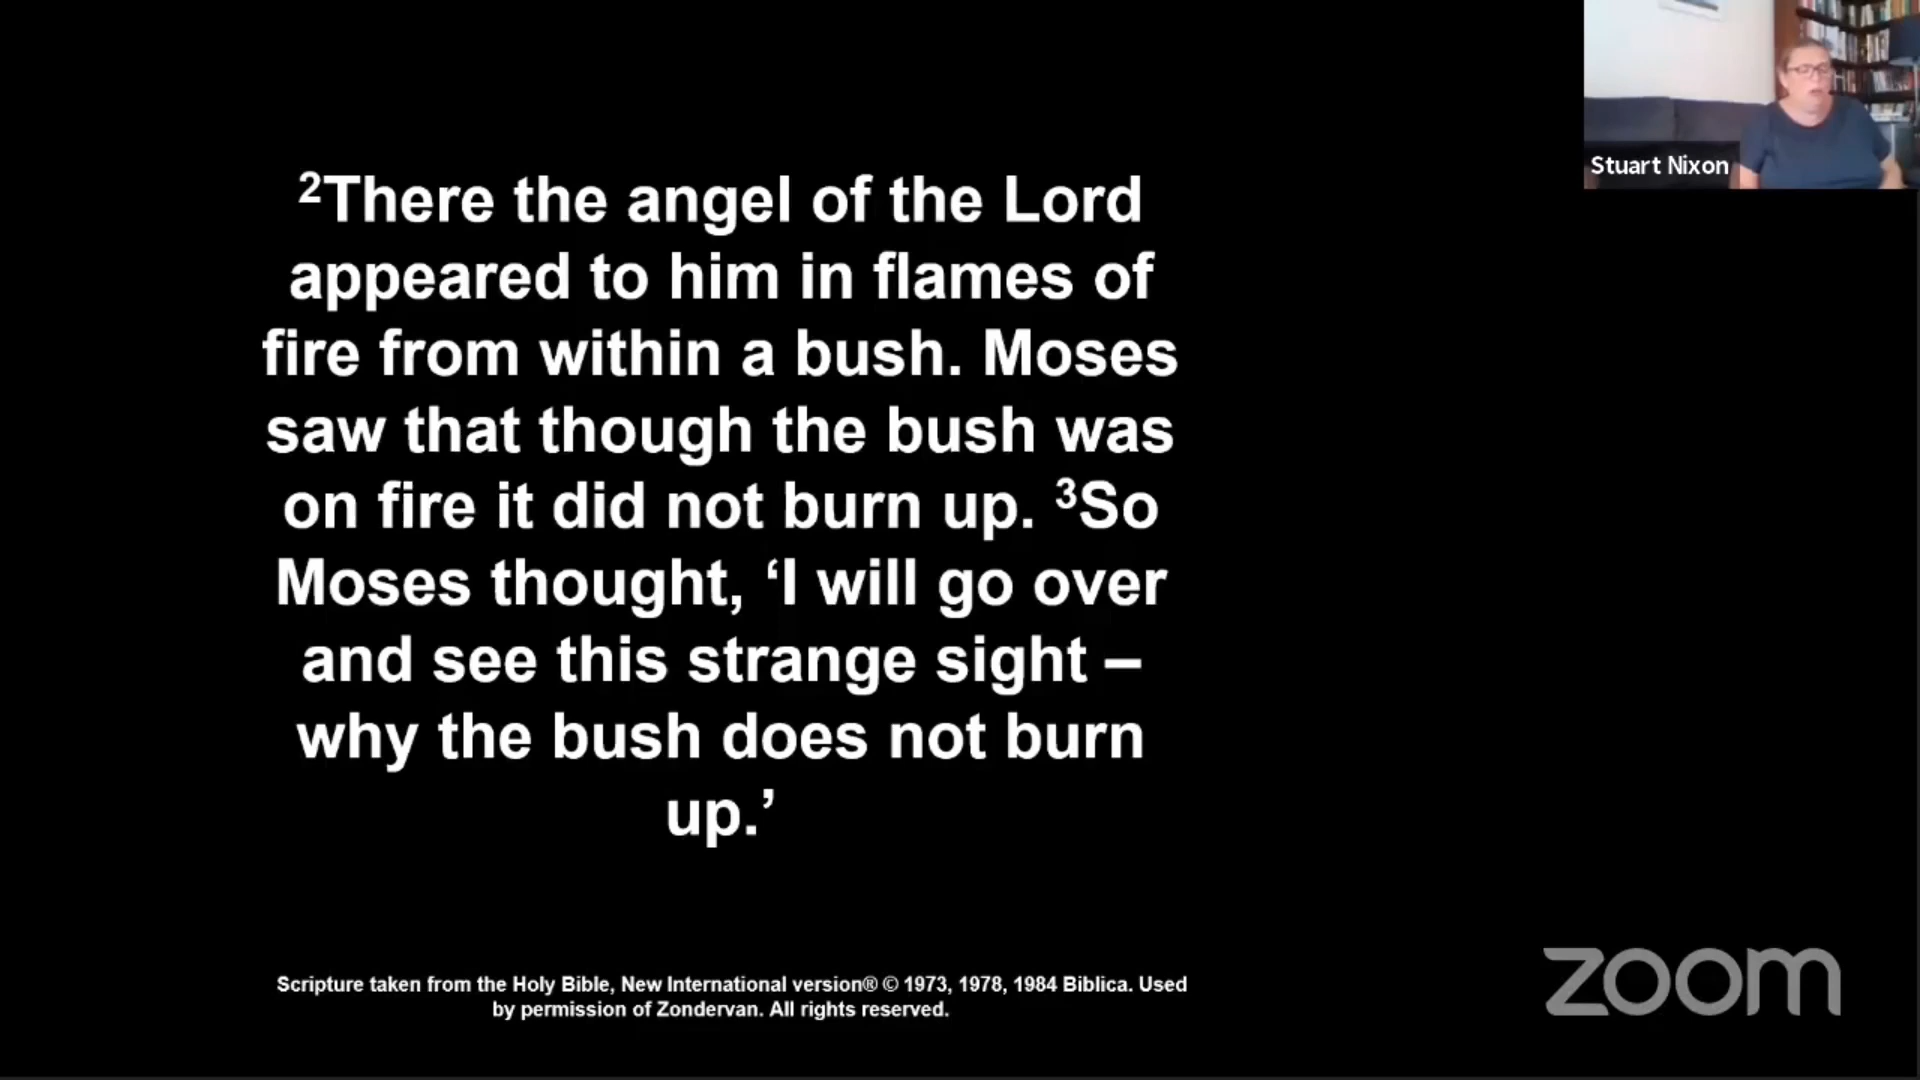 Stuart Nixon
²There the angel of the Lord
appeared to him in flames of
fire from within a bush. Moses
saw that though the bush was
on fire it did not burn up. ³So
Moses thought, ‘I will go over
and see this strange sight –
why the bush does not burn
up.’
Scripture taken from the Holy Bible, New International version® © 1973, 1978, 1984 Biblica. Used
by permission of Zondervan. All rights reserved.
zoom